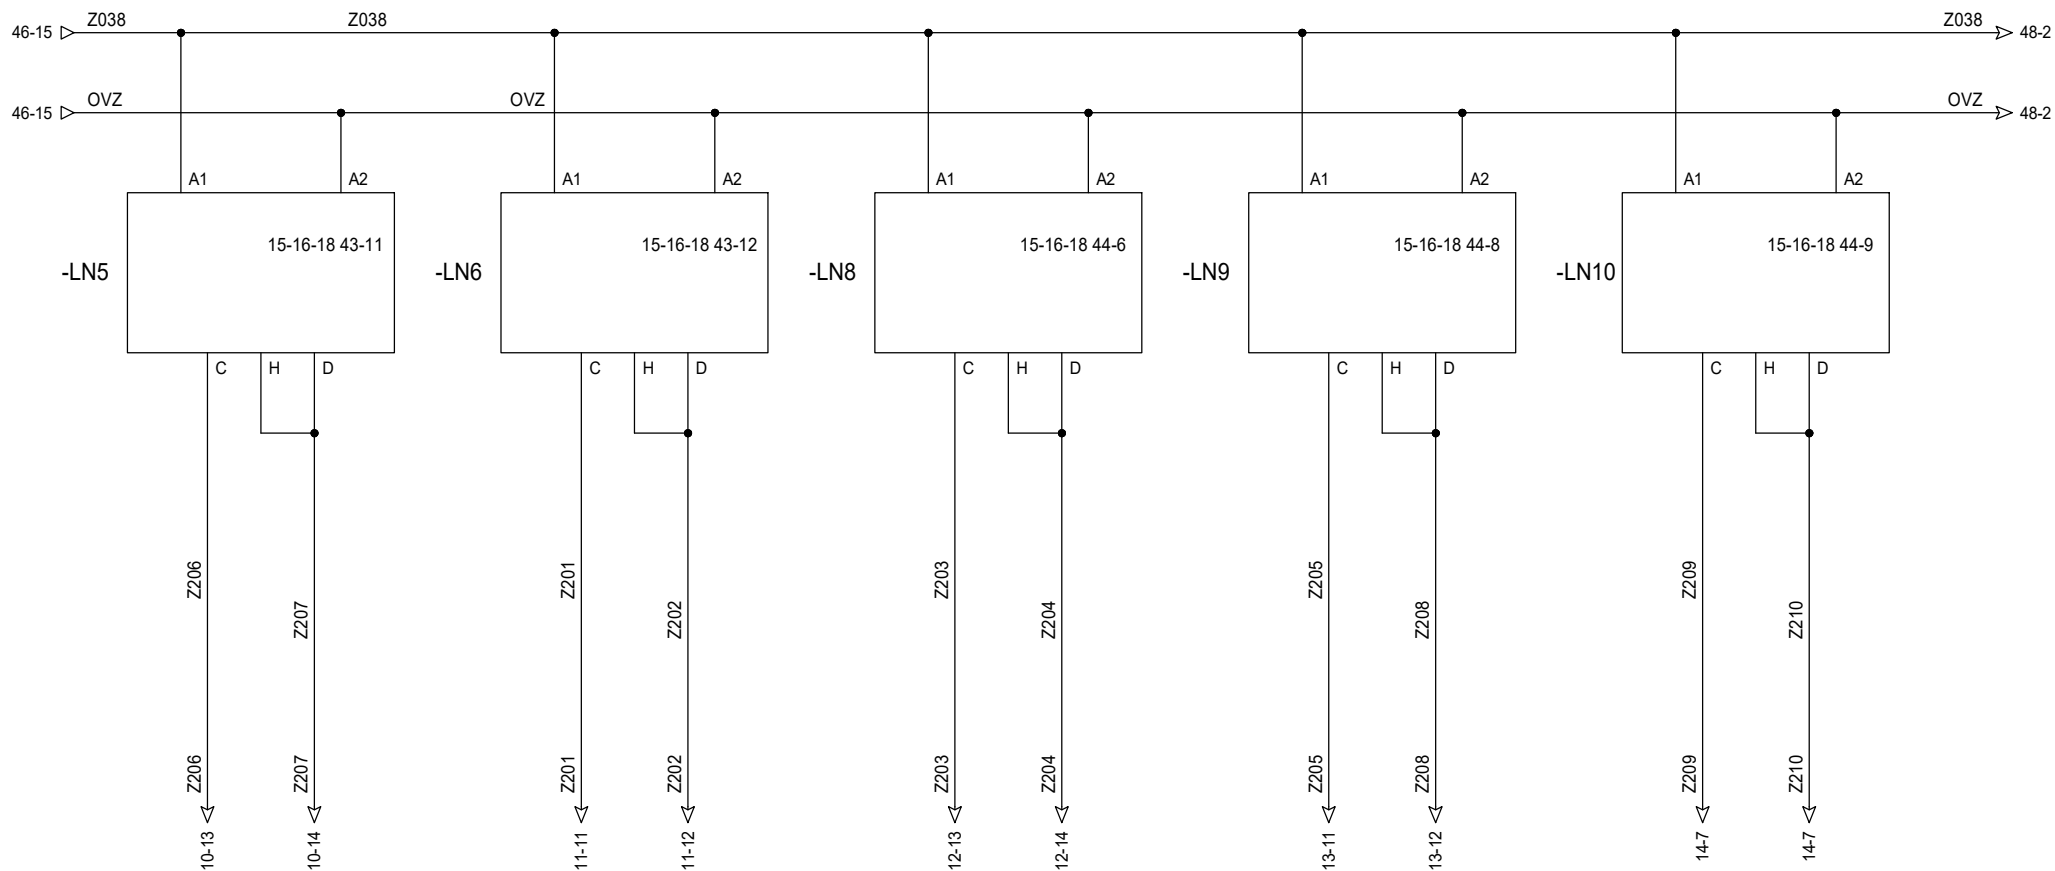 Z038 Z038 Z038
46-15 48-2
OVZ OVZ OVZ
46-15 48-2
A1 A2 A1 A2 A1 A2 A1 A2 A1 A2
15-16-18 43-11 15-16-18 43-12 15-16-18 44-6 15-16-18 44-8 15-16-18 44-9
-LN5 -LN6 -LN8 -LN9 -LN10
C H D C H D C H D C H D C H D
Z206 Z201 Z203 Z205 Z209
Z207 Z202 Z204 Z208 Z210
Z206 Z207 Z201 Z202 Z203 Z204 Z205 Z208 Z209 Z210
10-13 10-14 11-11 11-12 12-13 12-14 13-11 13-12 14-7 14-7